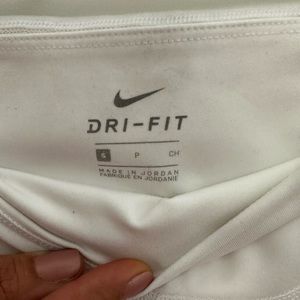 DRI-FIT
S P CH
MADE IN JORDAN
FABRIQUÉ EN JORDANIE